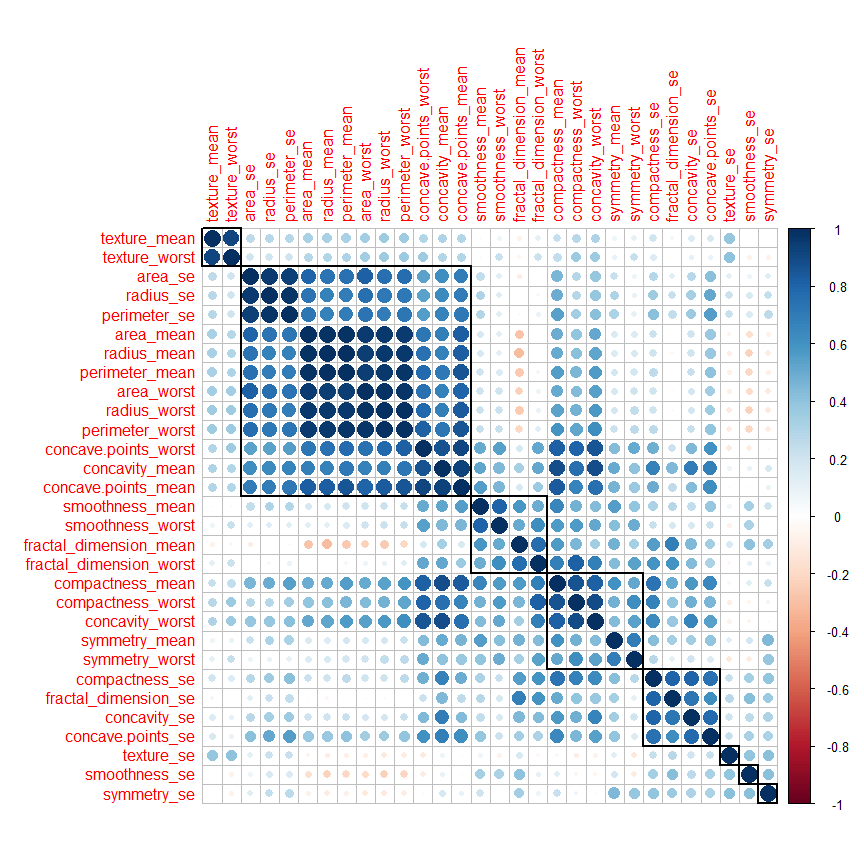 texture_mean
texture_worst
area_se
radius_se
perimeter_se
area_mean
radius_mean
perimeter_mean
area_worst
radius_worst
perimeter_worst
concave.points_worst
concavity_mean
concave.points_mean
smoothness_mean
smoothness_worst
fractal_dimension_mean
fractal_dimension_worst
compactness_mean
compactness_worst
concavity_worst
symmetry_mean
symmetry_worst
compactness_se
fractal_dimension_se
concavity_se
concave.points_se
texture_se
smoothness_se
symmetry_se
texture_mean
texture_worst
area_se
radius_se
perimeter_se
area_mean
radius_mean
perimeter_mean
area_worst
radius_worst
perimeter_worst
concave.points_worst
concavity_mean
concave.points_mean
smoothness_mean
smoothness_worst
fractal_dimension_mean
fractal_dimension_worst
compactness_mean
compactness_worst
concavity_worst
symmetry_mean
symmetry_worst
compactness_se
fractal_dimension_se
concavity_se
concave.points_se
texture_se
smoothness_se
symmetry_se
1
0.8
0.6
0.4
0.2
0
-0.2
-0.4
-0.6
-0.8
-1